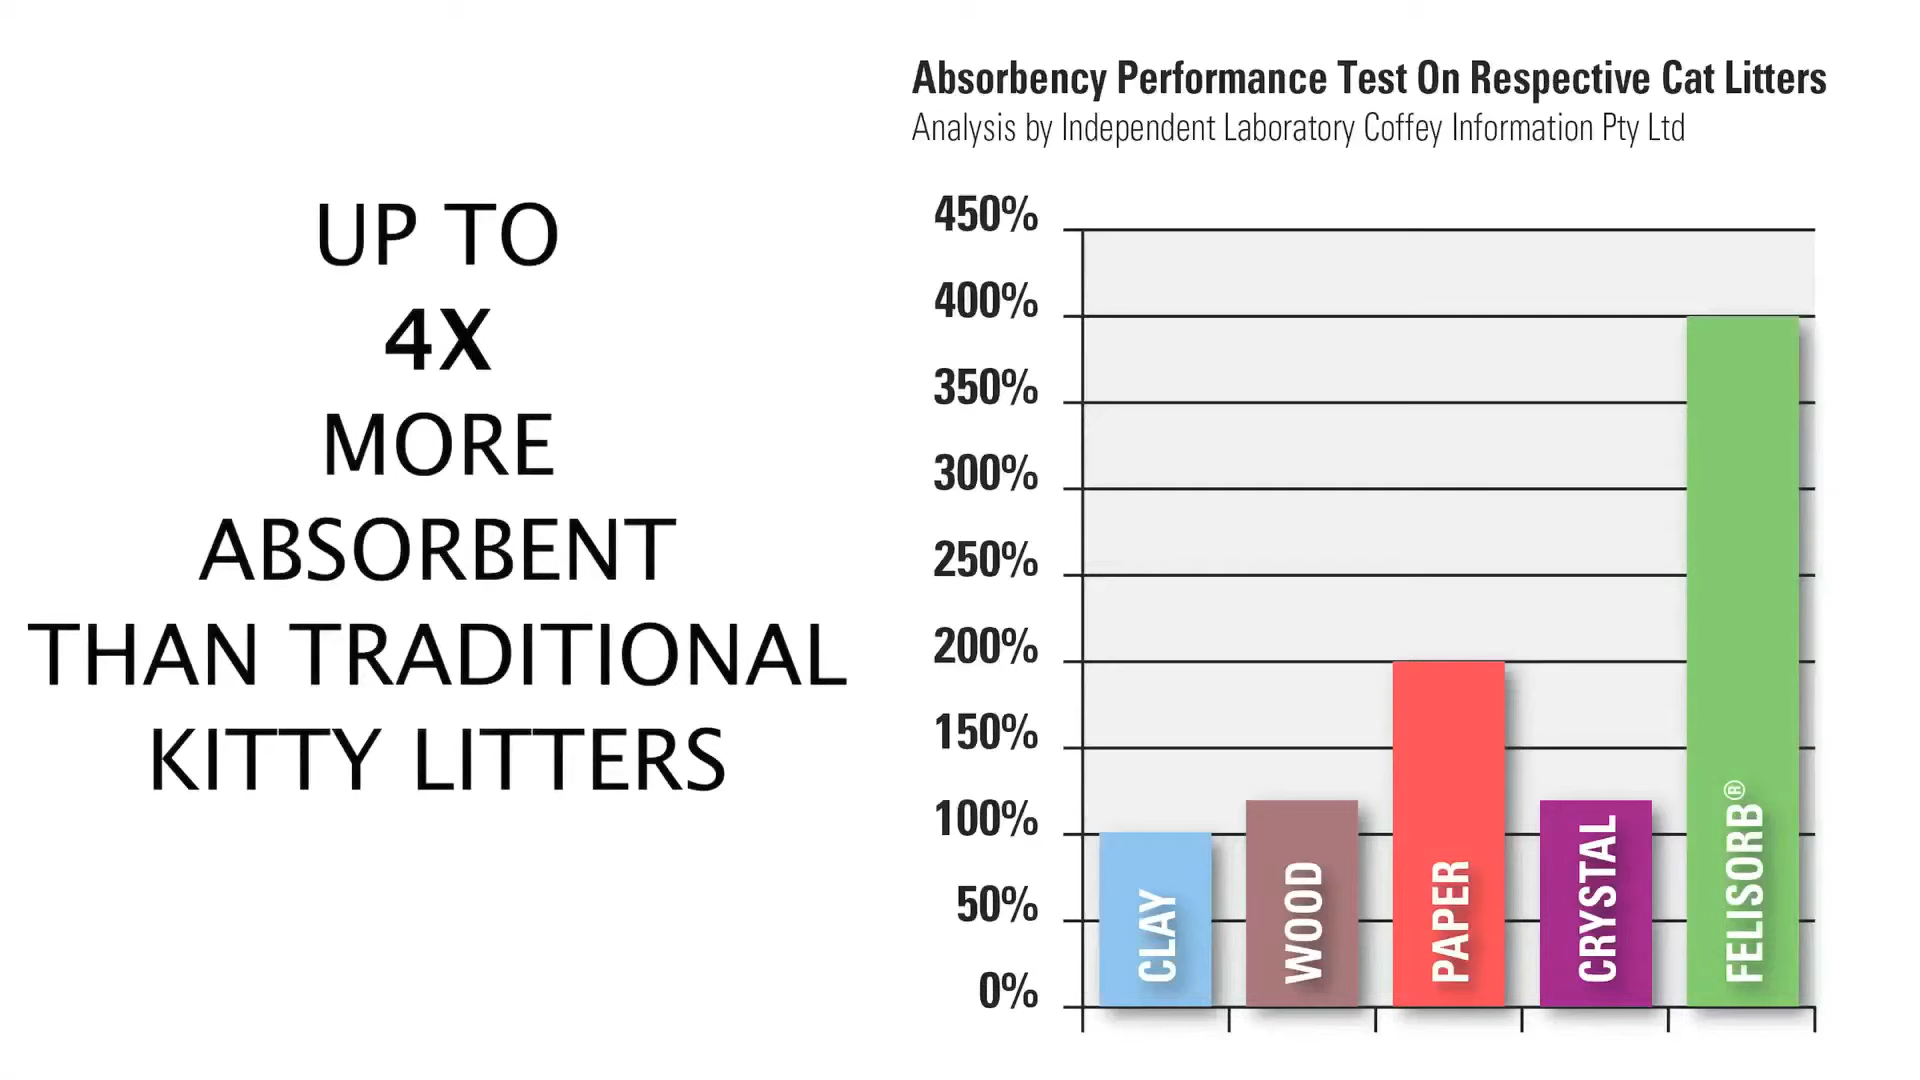 UP TO
4X
MORE
ABSORBENT
THAN TRADITIONAL
KITTY LITTERS
Absorbency Performance Test On Respective Cat Litters
Analysis by Independent Laboratory Coffey Information Pty Ltd
450%
400%
350%
300%
250%
200%
150%
100%
50%
0%
CLAY
WOOD
PAPER
CRYSTAL
FELISORB®